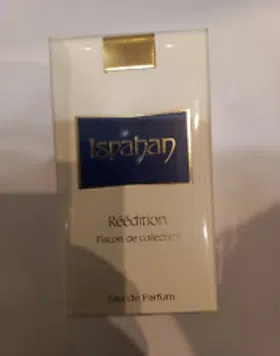 Ispahan
Réédition
Flacon de collection
Eau de Parfum